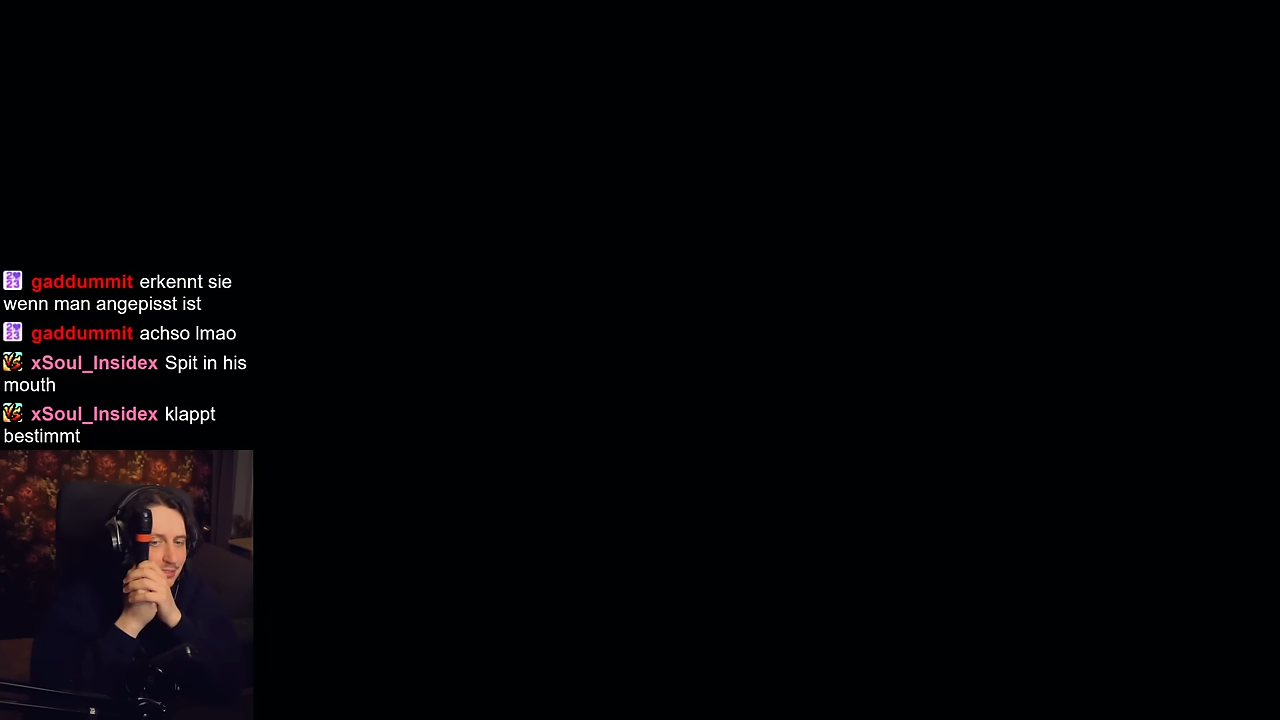 gaddummit erkennt sie
wenn man angepisst ist
gaddummit achso lmao
xSoul_Insidex Spit in his
mouth
xSoul_Insidex klappt
bestimmt